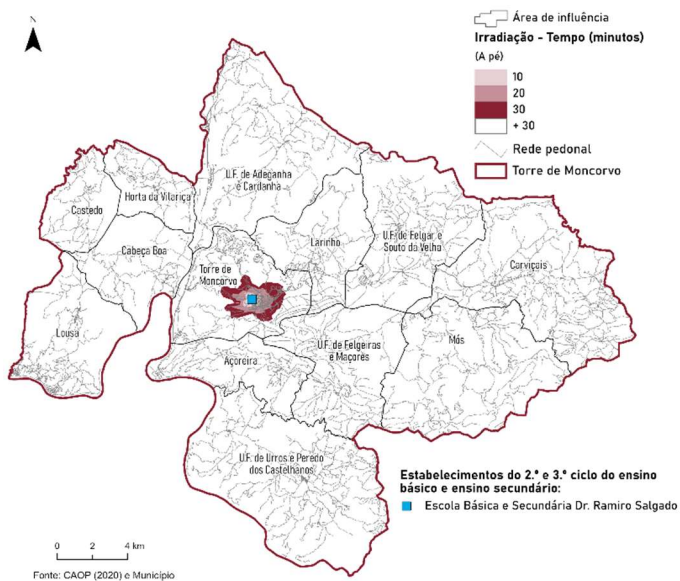 N
Área de influência
Irradiação - Tempo (minutos)
(A pé)
10
20
30
+ 30
Rede pedonal
Torre de Moncorvo
U.F. de Adeganha
e Cardanha
Horta da Vilariça
Castedo
Cabeça Boa
Larinho
U.F. de Felgar e
Souto da Velha
Carviçais
Torre de
Moncorvo
Lousa
Açoreira
U.F. de Felgueiras
e Maçores
Mós
U.F. de Urros e Peredo
dos Castelhanos
Estabelecimentos do 2.º e 3.º ciclo do ensino
básico e ensino secundário:
Escola Básica e Secundária Dr. Ramiro Salgado
0 2 4 km
Fonte: CAOP (2020) e Município